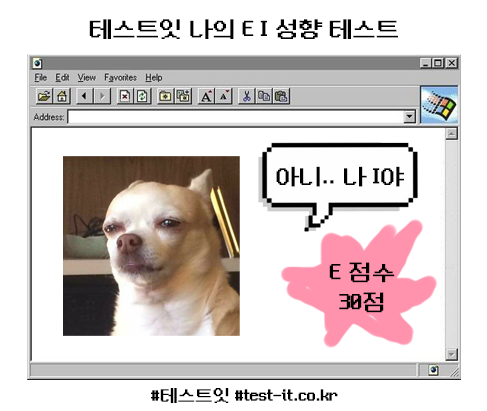 테스트잇 나의 E I 성향 테스트
File Edit View Favorites Help
Address:
아니.. 나 I야
E 점수
30점
#테스트잇 #test-it.co.kr